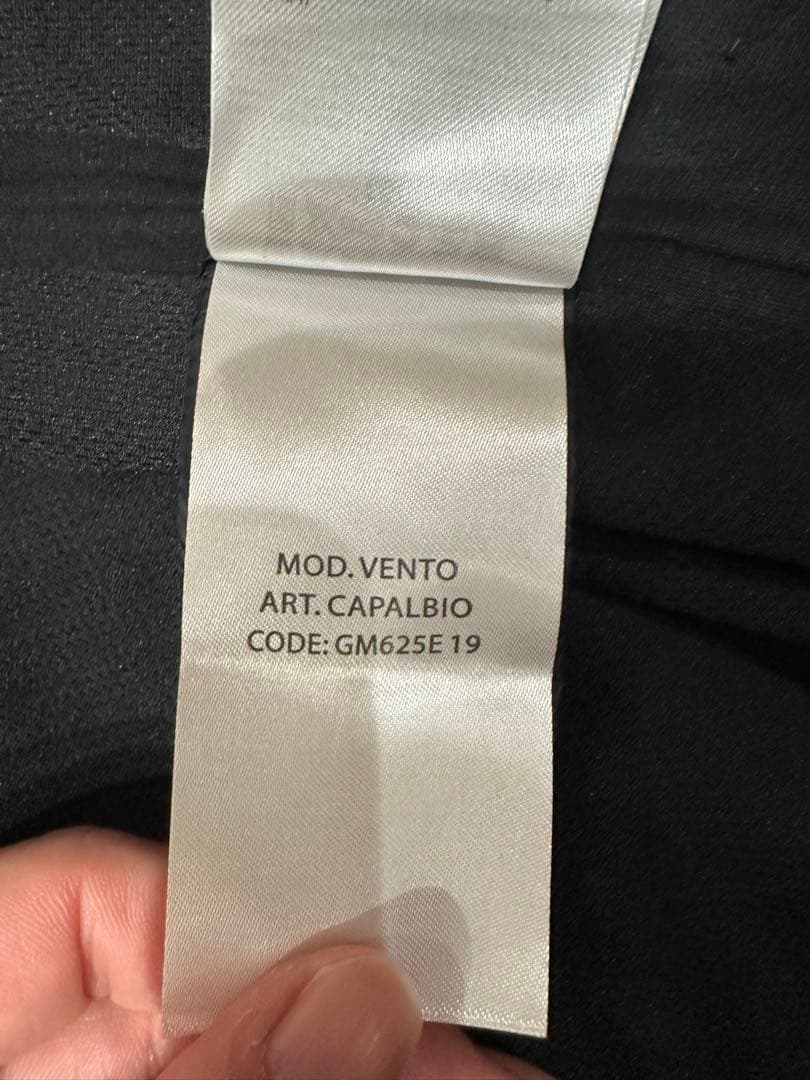 MOD. VENTO
ART. CAPALBIO
CODE: GM625E 19